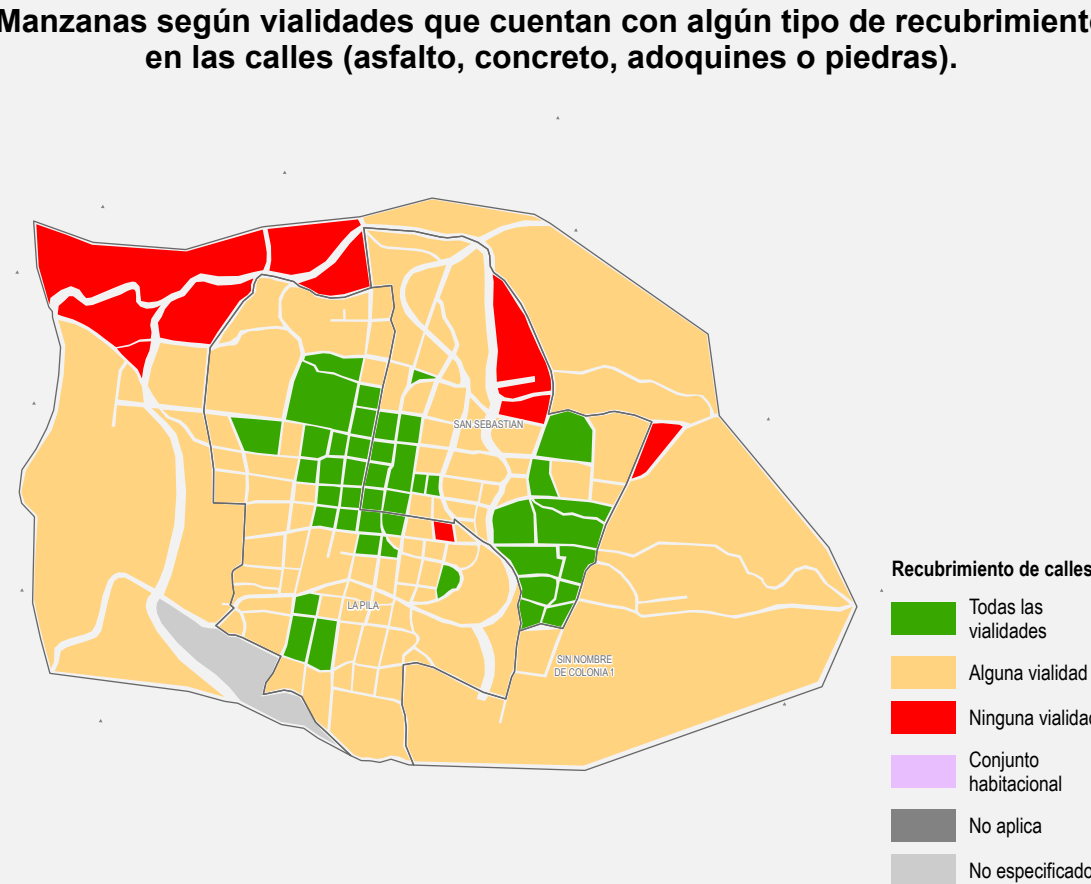 Manzanas según vialidades que cuentan con algún tipo de recubrimiento
en las calles (asfalto, concreto, adoquines o piedras).
SAN SEBASTIAN
LA PILA
SIN NOMBRE
DE COLONIA 1
Recubrimiento de calles
Todas las
vialidades
Alguna vialidad
Ninguna vialidad
Conjunto
habitacional
No aplica
No especificado